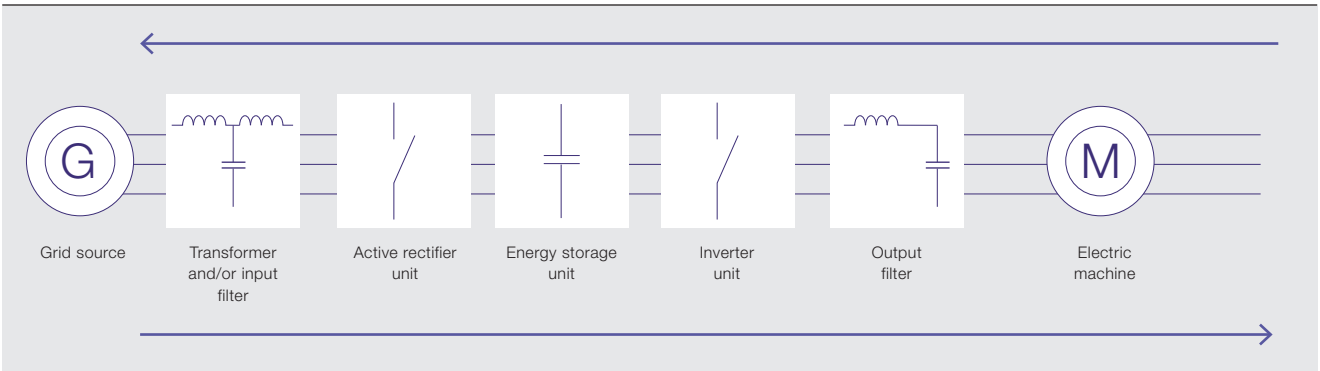 G
M
Grid source
Transformer
and/or input
filter
Active rectifier
unit
Energy storage
unit
Inverter
unit
Output
filter
Electric
machine